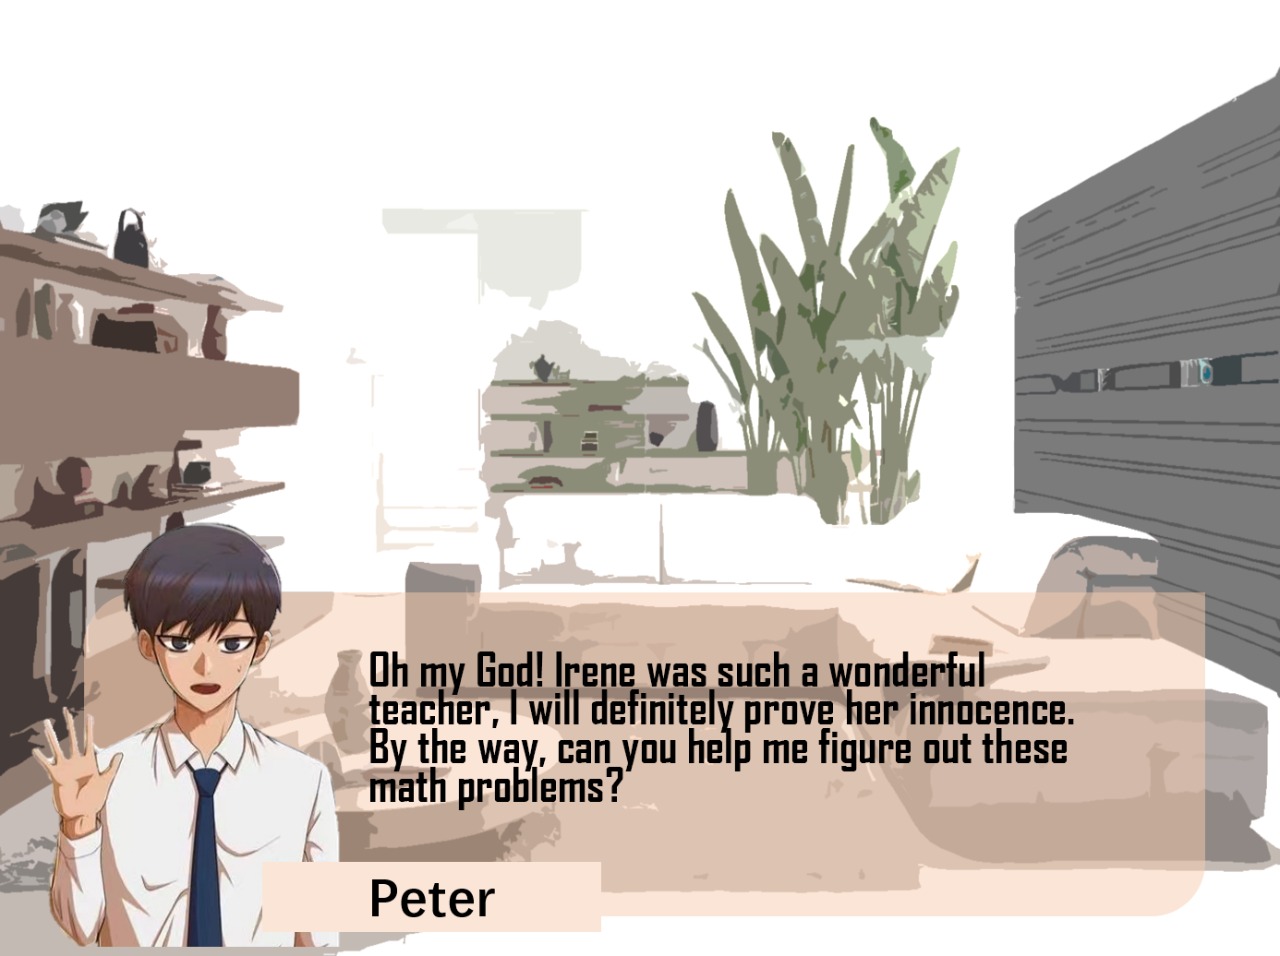 Oh my God! Irene was such a wonderful
teacher, I will definitely prove her innocence.
By the way, can you help me figure out these
math problems?
Peter